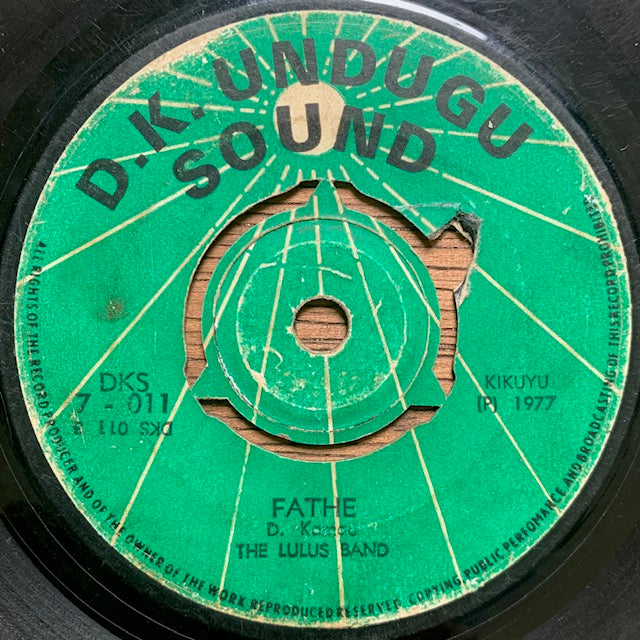 D.K. UNDUGU
SOUND
DKS
7 - 011
DKS 011 B
KIKUYU
(P) 1977
FATHE
D. Kamau
THE LULUS BAND
ALL RIGHTS OF THE RECORD PRODUCER AND OF THE OWNER OF THE WORK REPRODUCED RESERVED. COPYING PUBLIC PERFOMANCE AND BROADCASTING OF THIS RECORD PROHIBITED